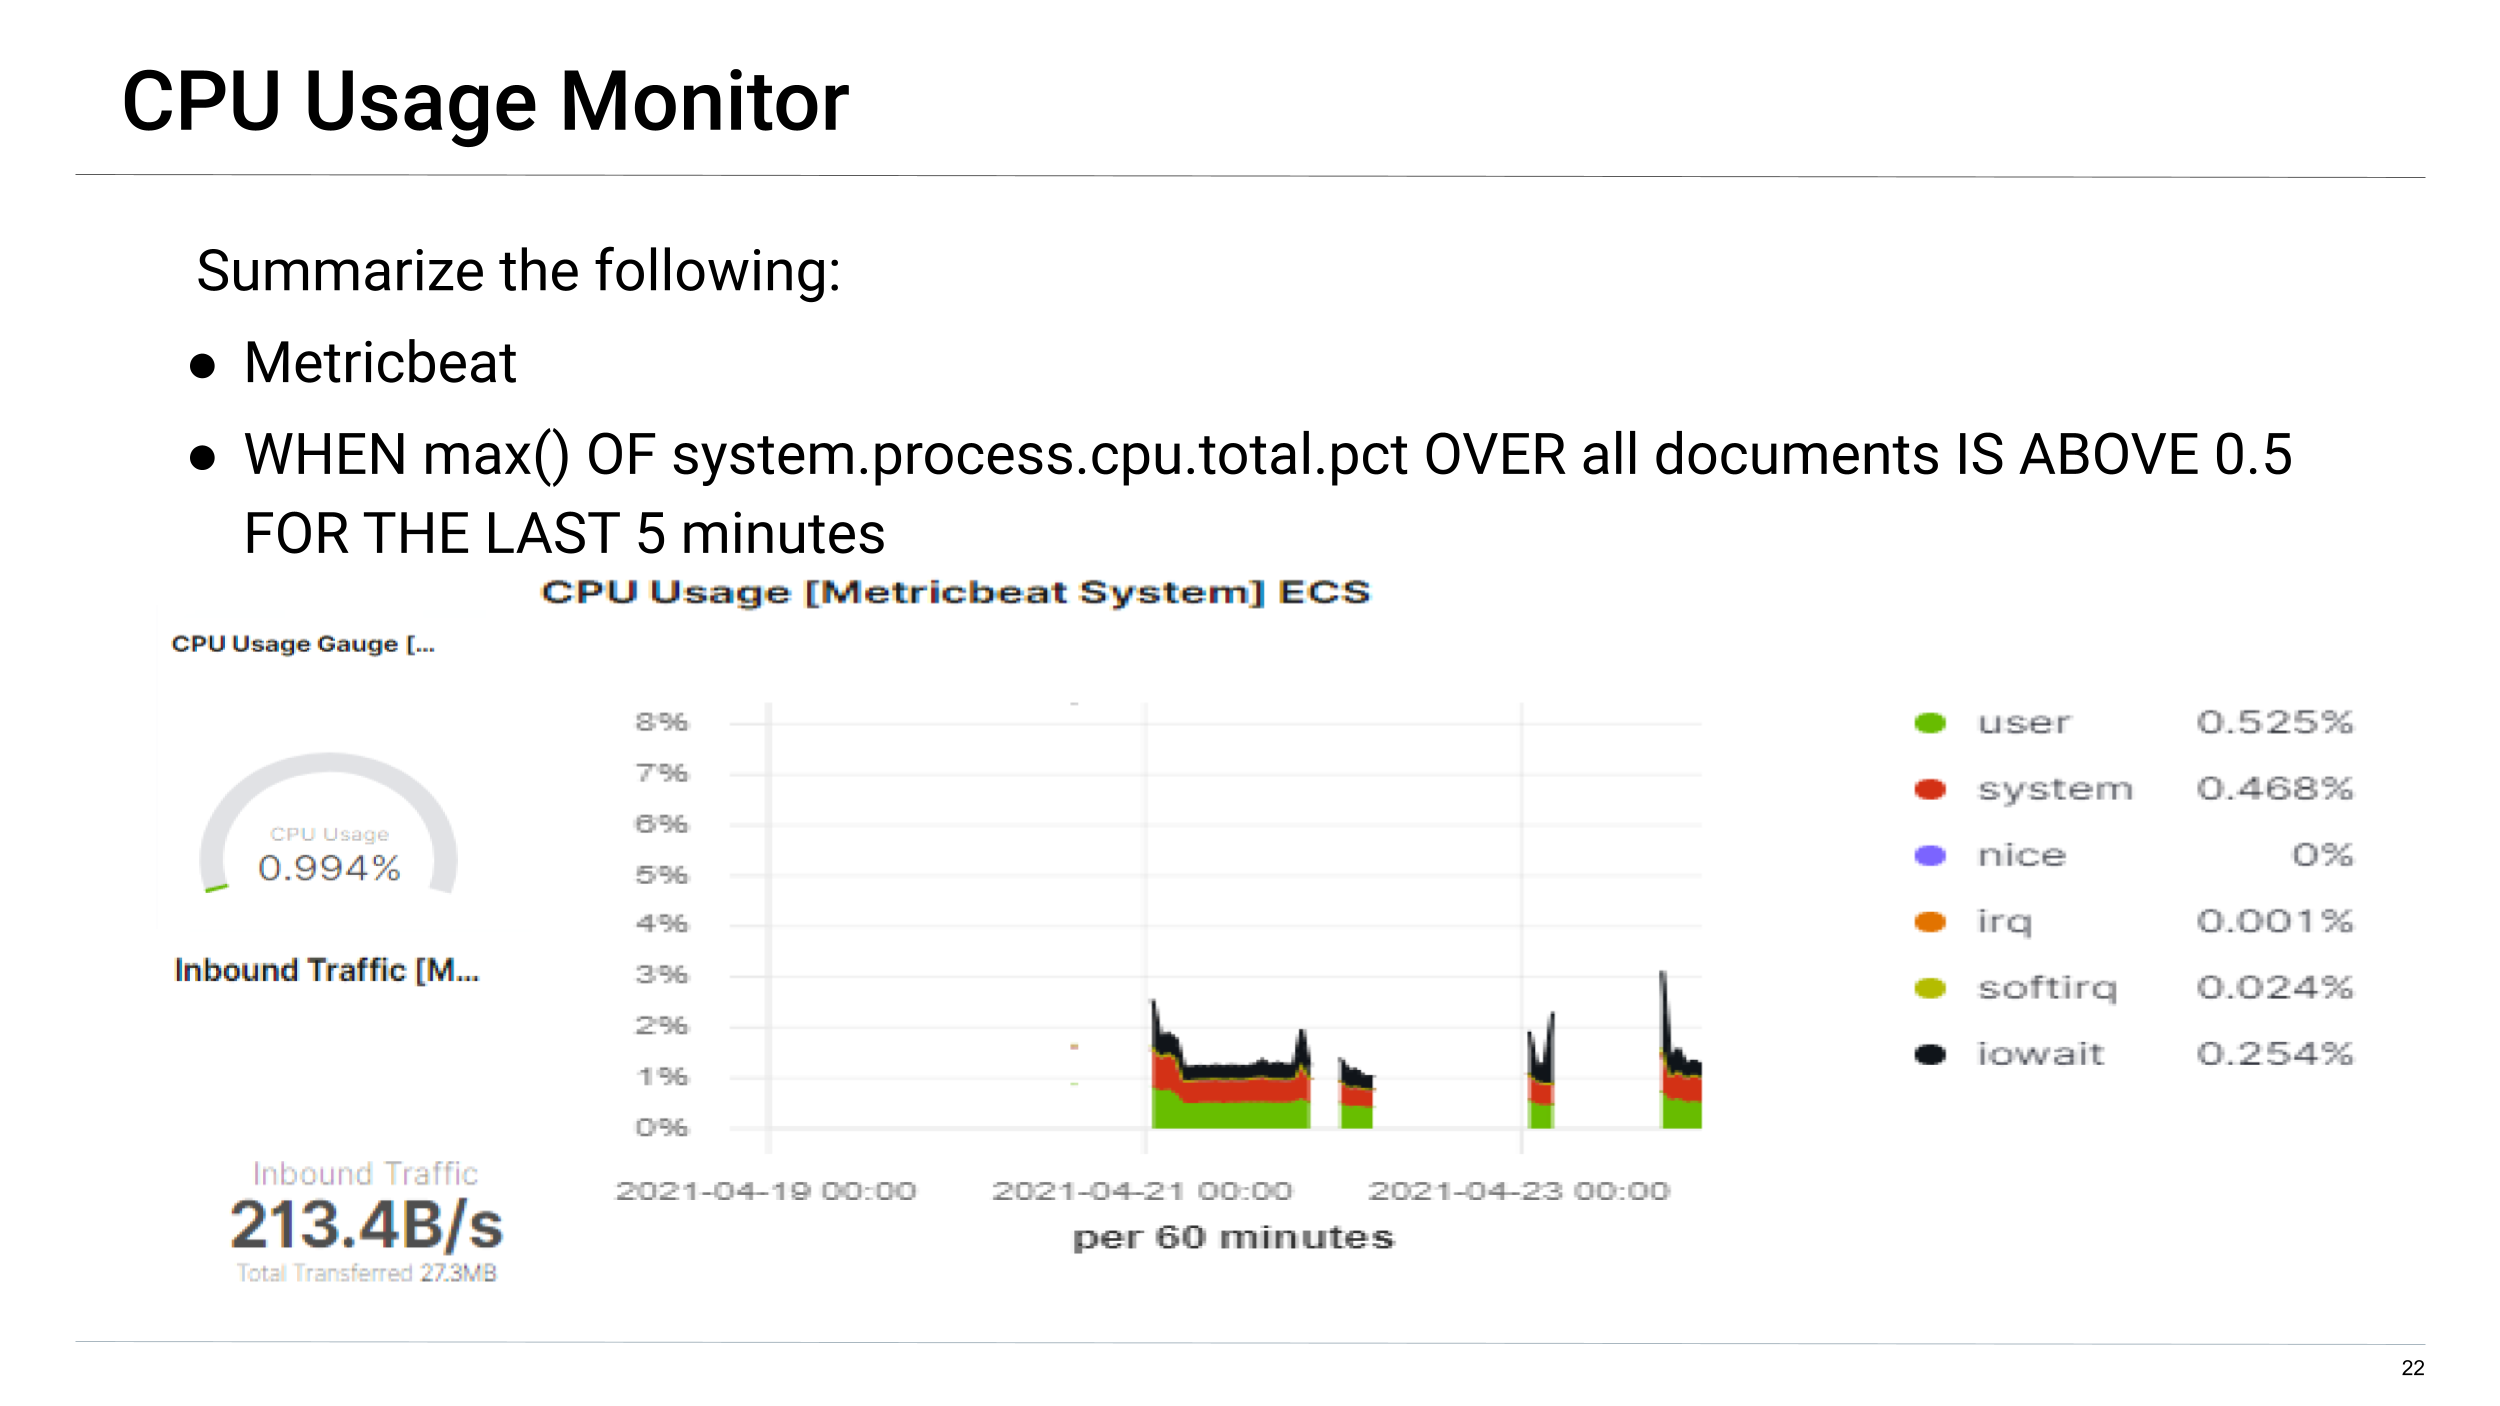 CPU Usage Monitor
Summarize the following:
● Metricbeat
● WHEN max() OF system.process.cpu.total.pct OVER all documents IS ABOVE 0.5
FOR THE LAST 5 minutes
CPU Usage [Metricbeat System] ECS
CPU Usage Gauge [...
CPU Usage
0.994%
Inbound Traffic [M...
Inbound Traffic
213.4B/s
Total Transferred 27.3MB
8%
7%
6%
5%
4%
3%
2%
1%
0%
2021-04-19 00:00 2021-04-21 00:00 2021-04-23 00:00
per 60 minutes
user 0.525%
system 0.468%
nice 0%
irq 0.001%
softirq 0.024%
iowait 0.254%
22